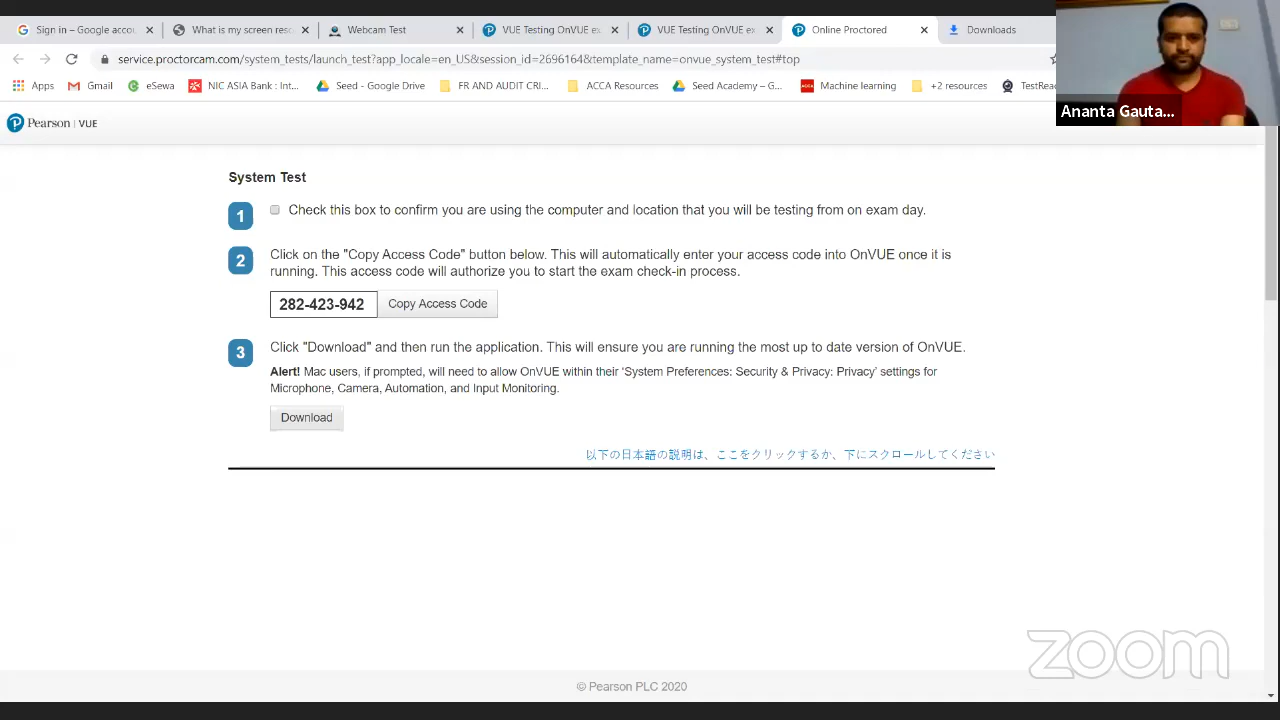 Sign in – Google accou
What is my screen res
Webcam Test
VUE Testing OnVUE ex
VUE Testing OnVUE ex
Online Proctored
Downloads
service.proctorcam.com/system_tests/launch_test?app_locale=en_US&session_id=2696164&template_name=onvue_system_test#top
Apps
Gmail
eSewa
NIC ASIA Bank : Int...
Seed - Google Drive
FR AND AUDIT CRI...
ACCA Resources
Seed Academy – G...
Machine learning
+2 resources
TestRea
Ananta Gauta...
Pearson | VUE
System Test
1 Check this box to confirm you are using the computer and location that you will be testing from on exam day.
2 Click on the "Copy Access Code" button below. This will automatically enter your access code into OnVUE once it is
running. This access code will authorize you to start the exam check-in process.
282-423-942 Copy Access Code
3 Click "Download" and then run the application. This will ensure you are running the most up to date version of OnVUE.
Alert! Mac users, if prompted, will need to allow OnVUE within their ‘System Preferences: Security & Privacy: Privacy’ settings for
Microphone, Camera, Automation, and Input Monitoring.
Download
以下の日本語の説明は、ここをクリックするか、下にスクロールしてください
zoom
© Pearson PLC 2020